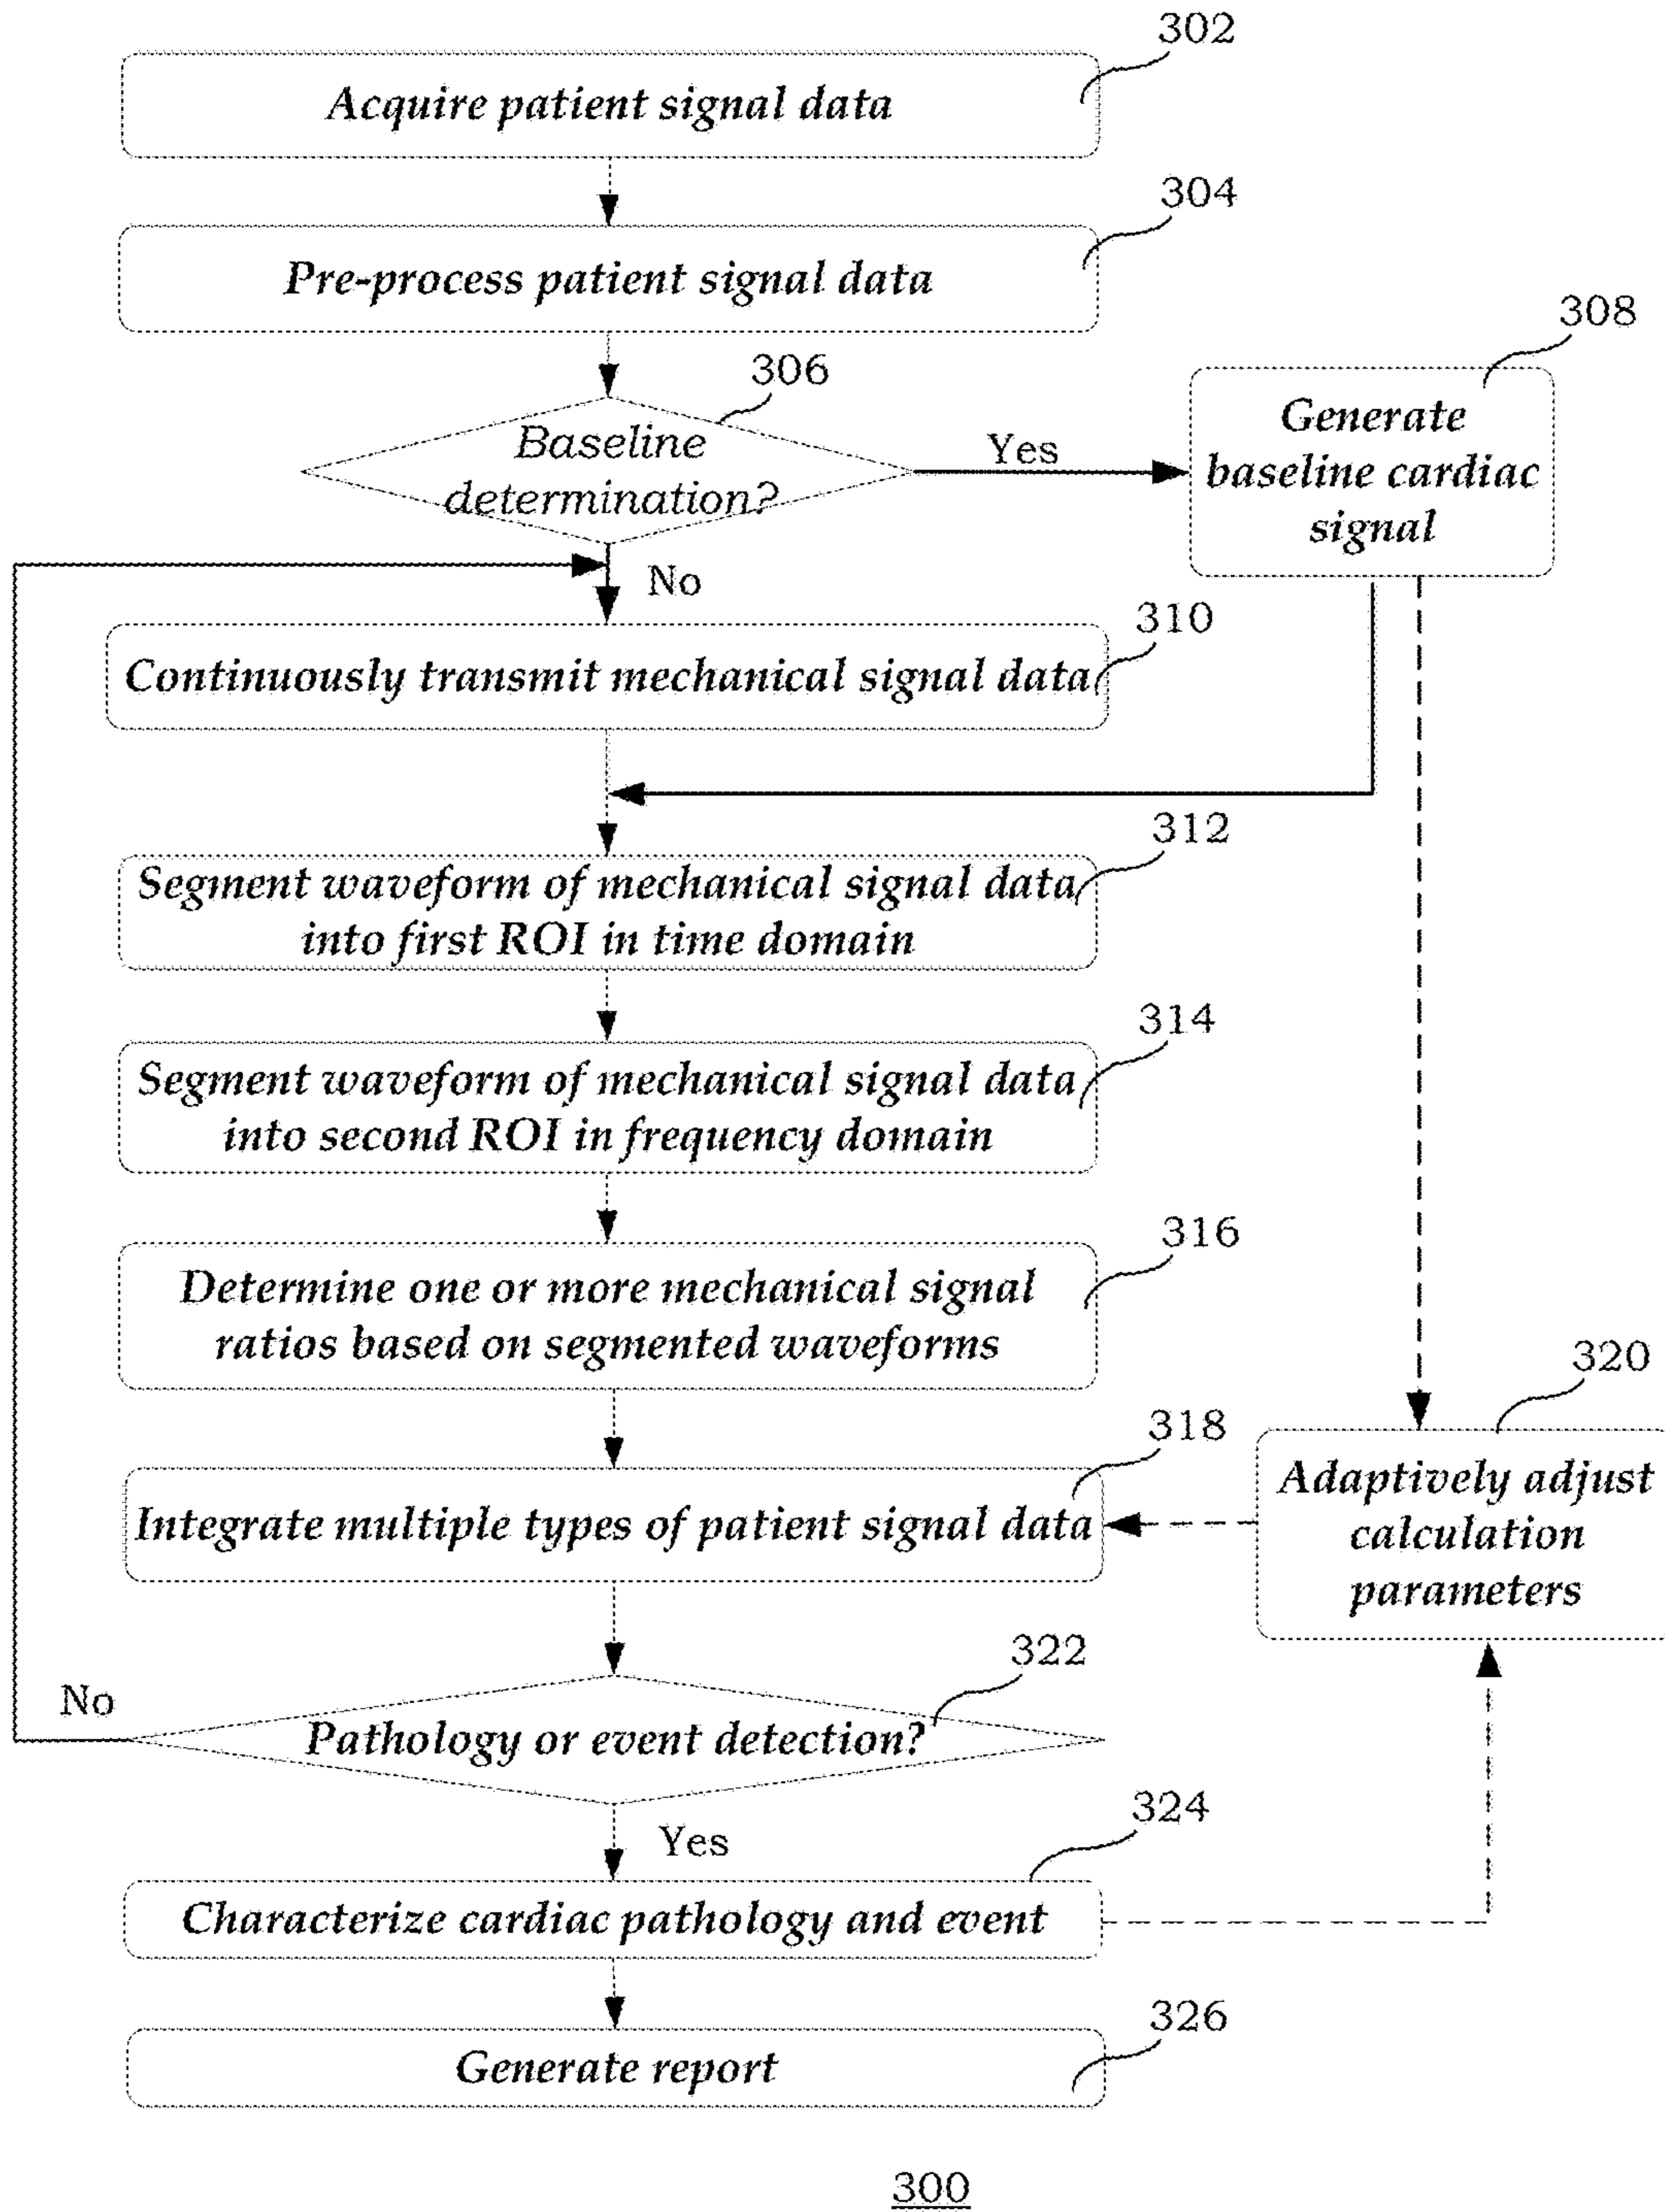 302
Acquire patient signal data
304
Pre-process patient signal data
306
308
Baseline
determination?
Yes
Generate
baseline cardiac
signal
No
310
Continuously transmit mechanical signal data
312
Segment waveform of mechanical signal data
into first ROI in time domain
314
Segment waveform of mechanical signal data
into second ROI in frequency domain
316
Determine one or more mechanical signal
ratios based on segmented waveforms
318
320
Integrate multiple types of patient signal data
Adaptively adjust
calculation
parameters
322
No
Pathology or event detection?
Yes
324
Characterize cardiac pathology and event
326
Generate report
300